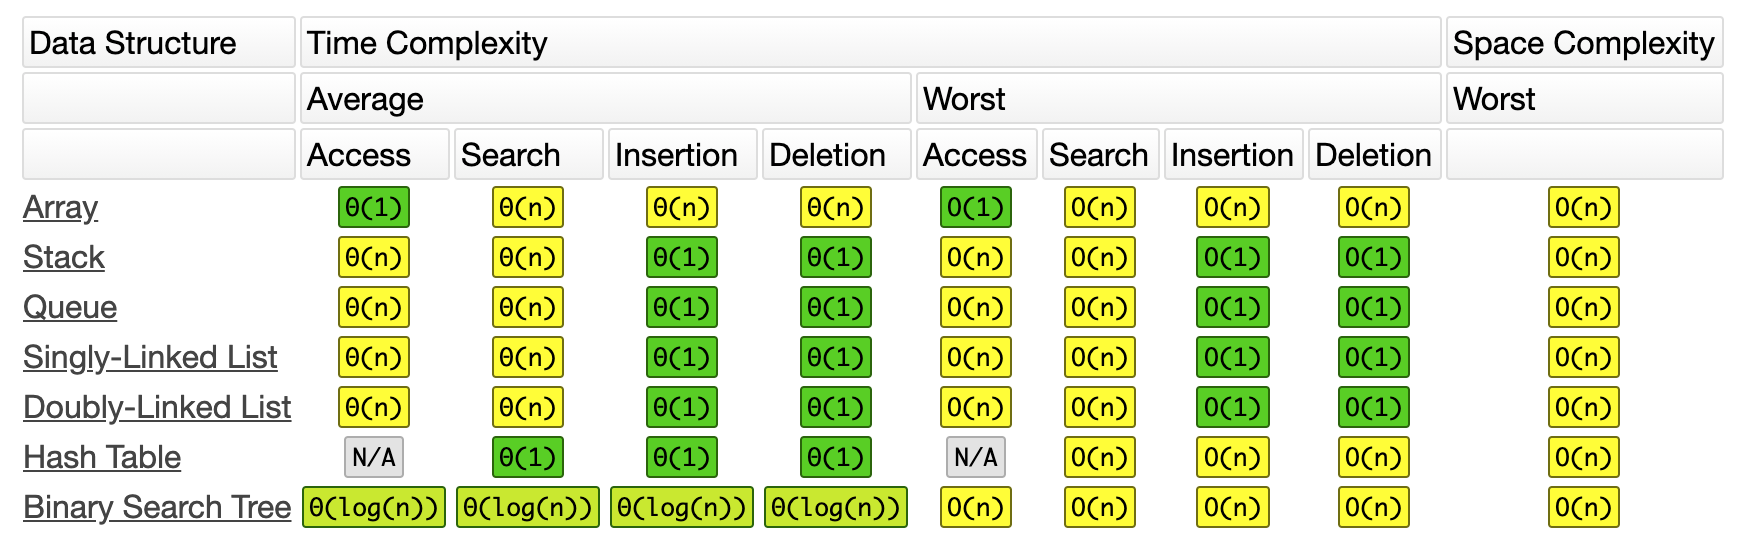 Data Structure Time Complexity Space Complexity
Average Worst Worst
Access Search Insertion Deletion Access Search Insertion Deletion
Array Θ(1) Θ(n) Θ(n) Θ(n) O(1) O(n) O(n) O(n) O(n)
Stack Θ(n) Θ(n) Θ(1) Θ(1) O(n) O(n) O(1) O(1) O(n)
Queue Θ(n) Θ(n) Θ(1) Θ(1) O(n) O(n) O(1) O(1) O(n)
Singly-Linked List Θ(n) Θ(n) Θ(1) Θ(1) O(n) O(n) O(1) O(1) O(n)
Doubly-Linked List Θ(n) Θ(n) Θ(1) Θ(1) O(n) O(n) O(1) O(1) O(n)
Hash Table N/A Θ(1) Θ(1) Θ(1) N/A O(n) O(n) O(n) O(n)
Binary Search Tree Θ(log(n)) Θ(log(n)) Θ(log(n)) Θ(log(n)) O(n) O(n) O(n) O(n) O(n)